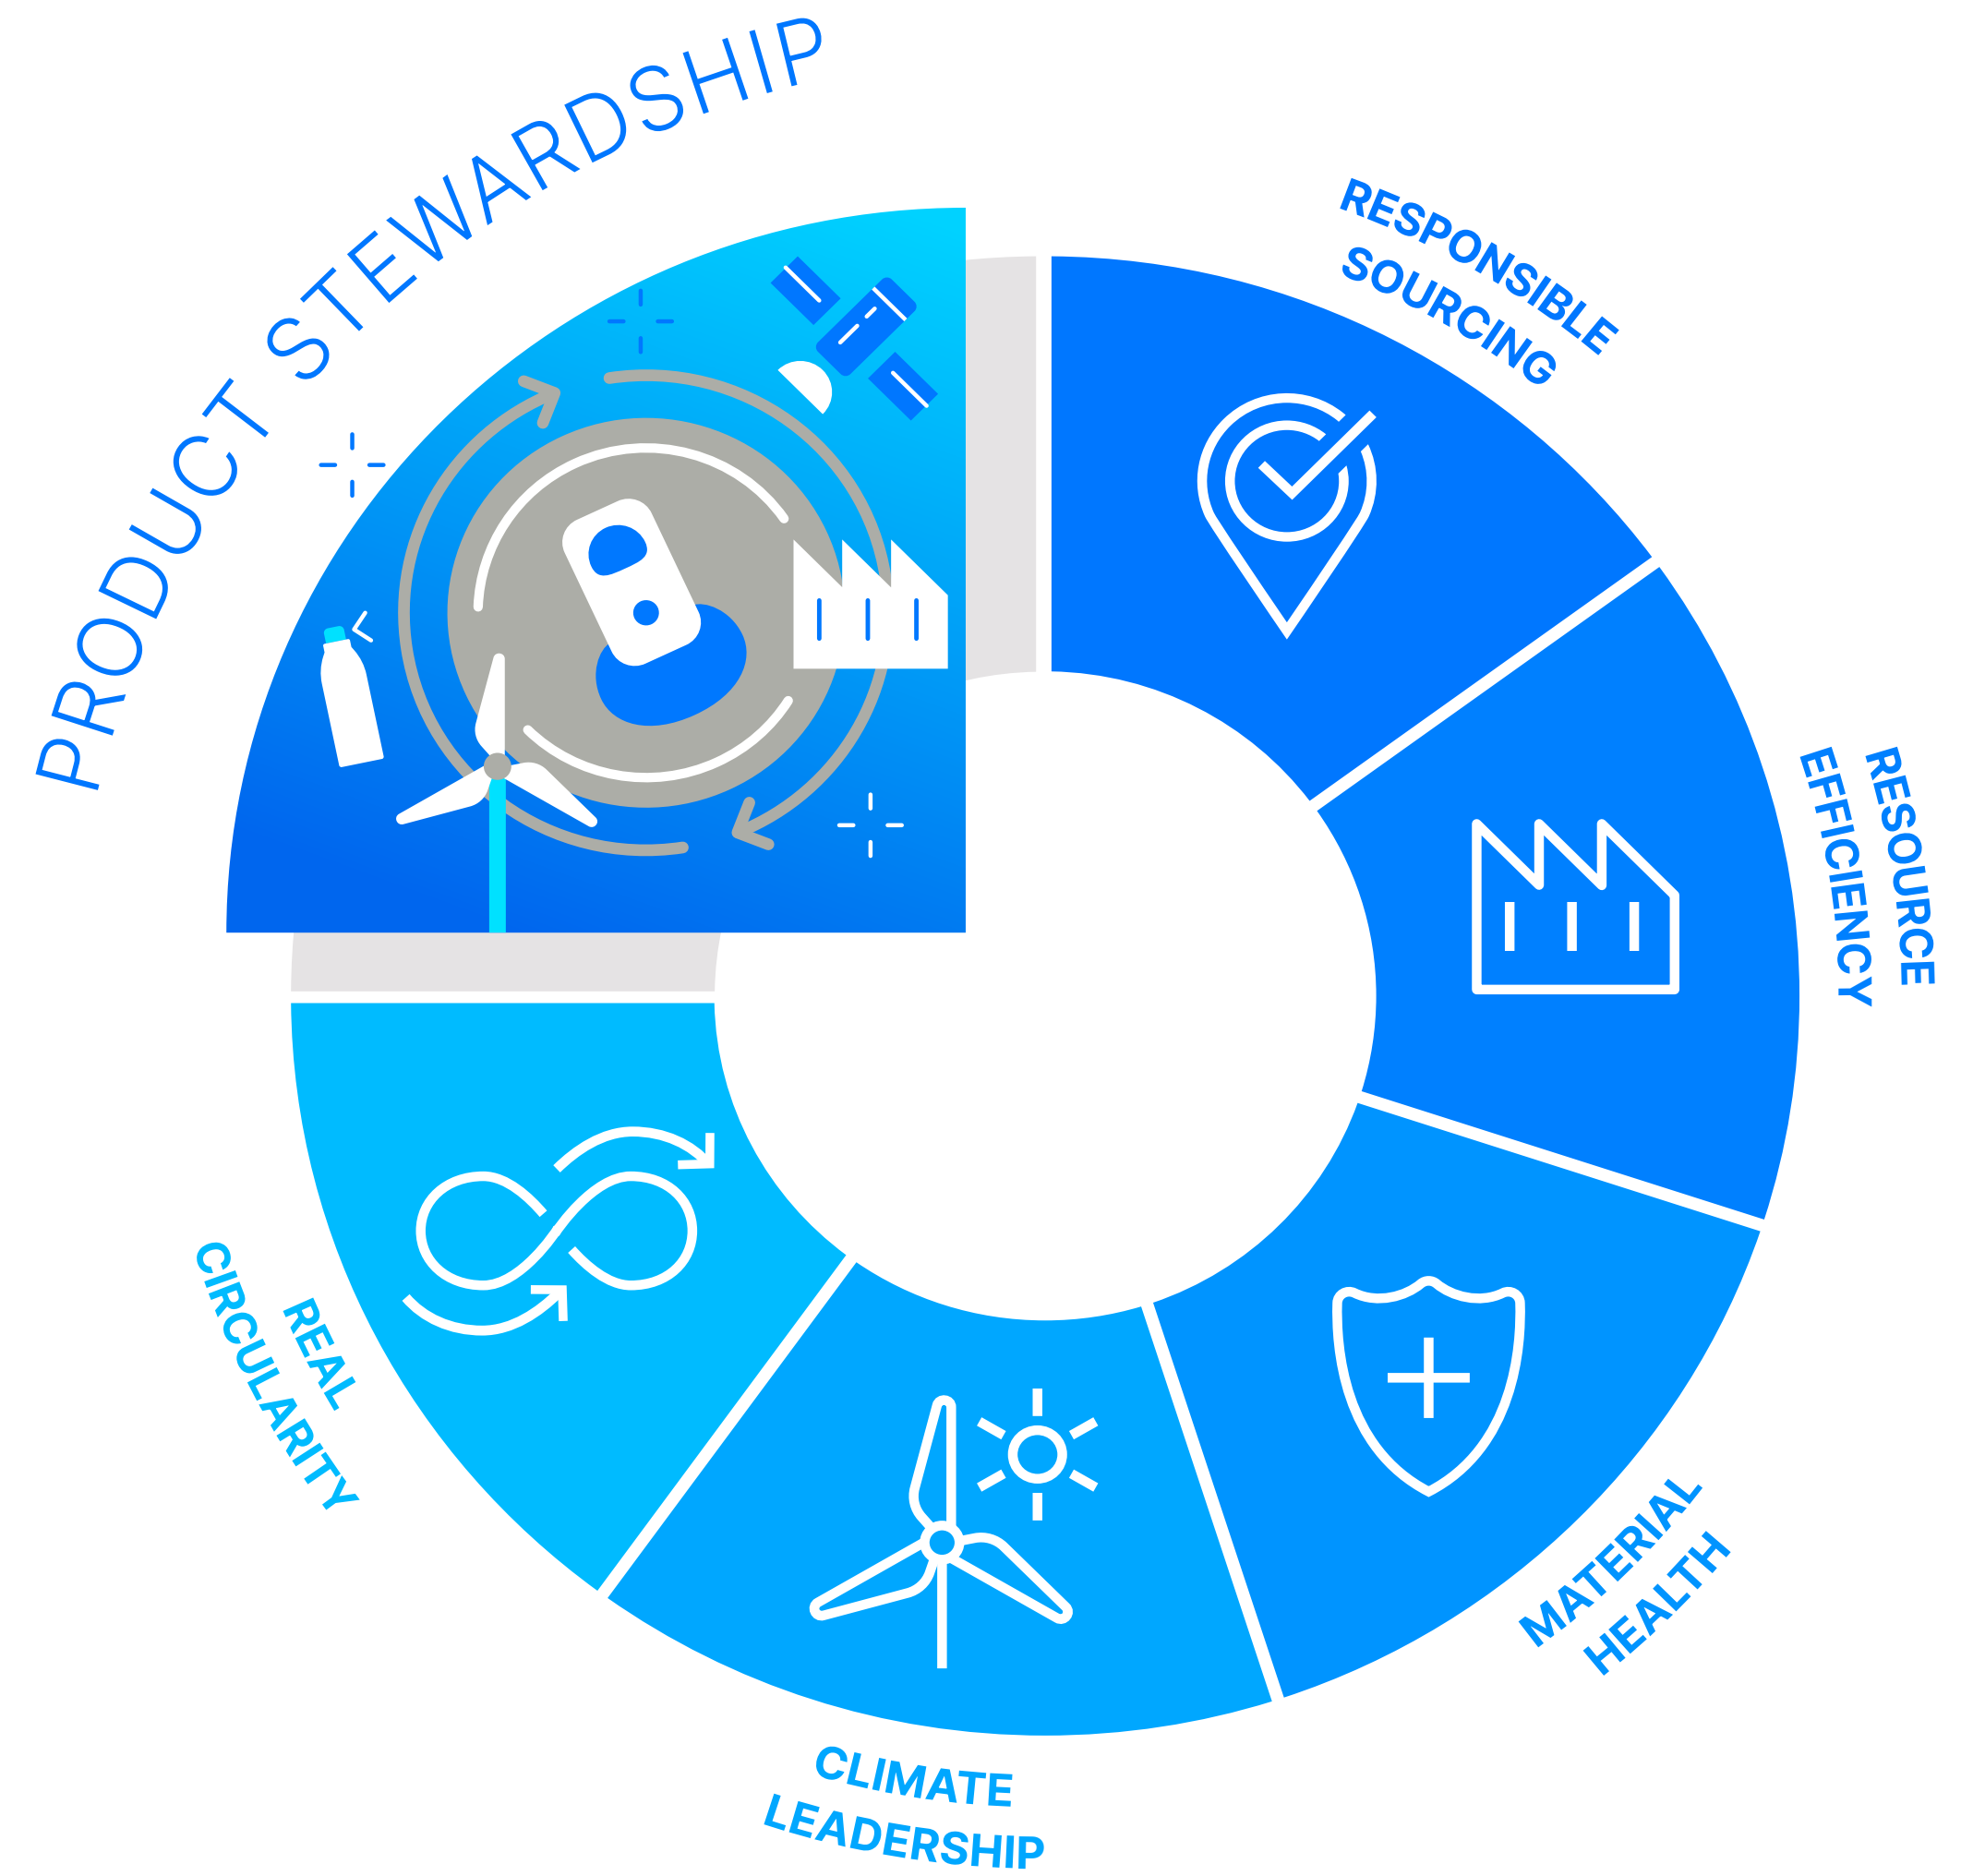 PRODUCT STEWARDSHIP
RESPONSIBLE
SOURCING
RESOURCE
EFFICIENCY
MATERIAL
HEALTH
CLIMATE
LEADERSHIP
REAL
CIRCULARITY